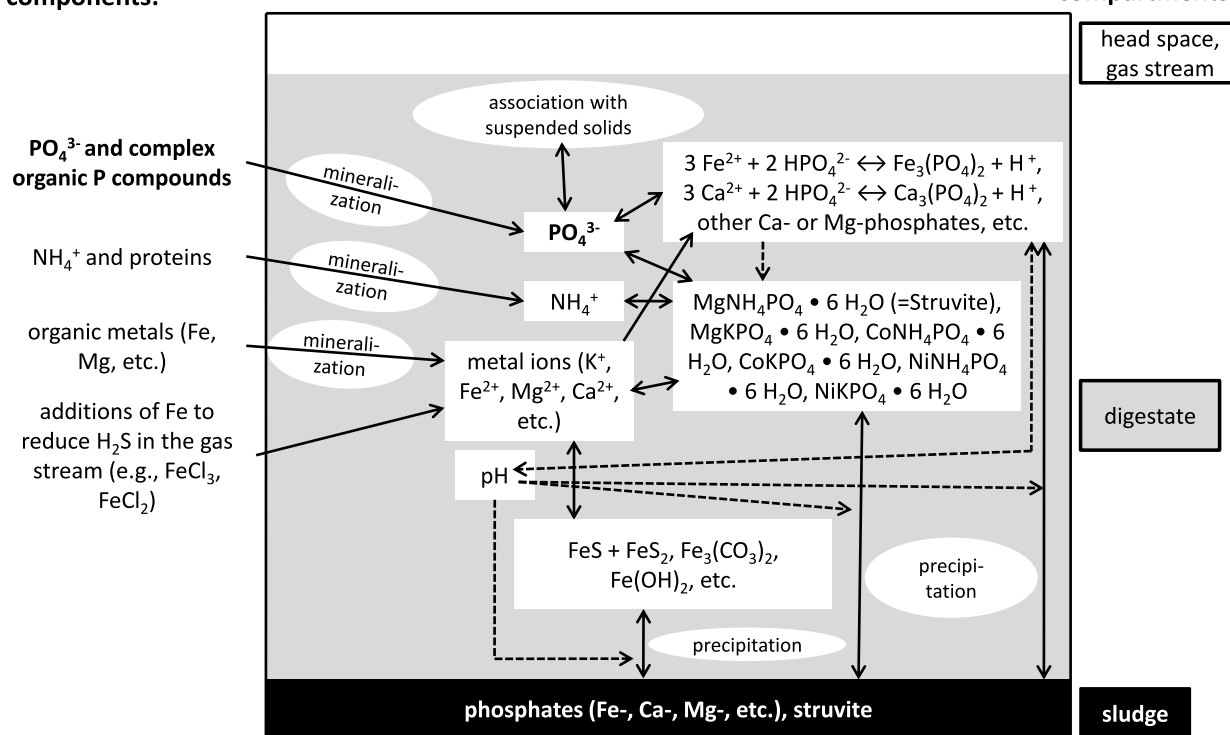 components:
head space,
gas stream
association with
suspended solids
PO₄³⁻ and complex
organic P compounds
minerali-
zation
3 Fe²⁺ + 2 HPO₄²⁻ ↔ Fe₃(PO₄)₂ + H⁺,
3 Ca²⁺ + 2 HPO₄²⁻ ↔ Ca₃(PO₄)₂ + H⁺,
other Ca- or Mg-phosphates, etc.
PO₄³⁻
NH₄⁺ and proteins
minerali-
zation
NH₄⁺
MgNH₄PO₄ • 6 H₂O (=Struvite),
MgKPO₄ • 6 H₂O, CoNH₄PO₄ • 6
H₂O, CoKPO₄ • 6 H₂O, NiNH₄PO₄
• 6 H₂O, NiKPO₄ • 6 H₂O
organic metals (Fe,
Mg, etc.)
minerali-
zation
metal ions (K⁺,
Fe²⁺, Mg²⁺, Ca²⁺,
etc.)
additions of Fe to
reduce H₂S in the gas
stream (e.g., FeCl₃,
FeCl₂)
digestate
pH
FeS + FeS₂, Fe₃(CO₃)₂,
Fe(OH)₂, etc.
precipi-
tation
precipitation
phosphates (Fe-, Ca-, Mg-, etc.), struvite
sludge